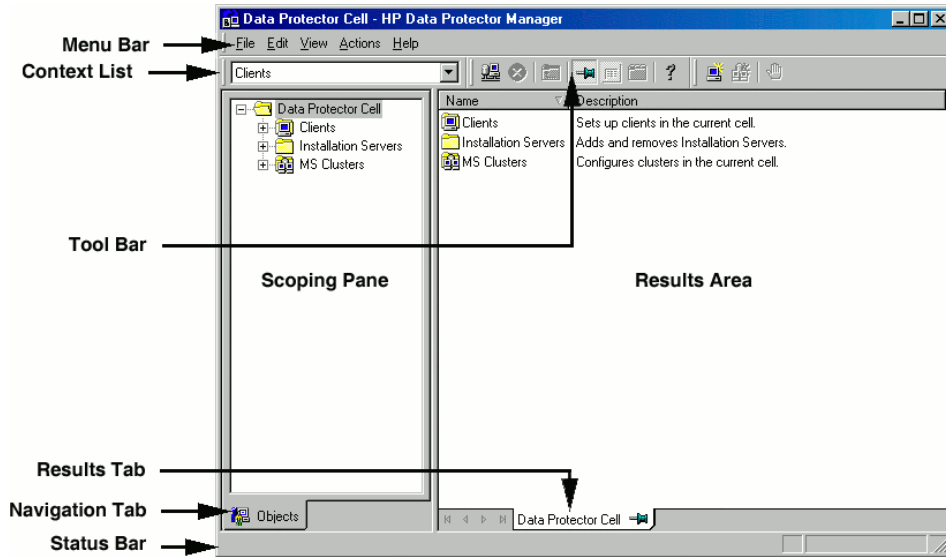 Data Protector Cell - HP Data Protector Manager
Menu Bar
File Edit View Actions Help
Context List
Clients
Name Description
Data Protector Cell
Clients
Installation Servers
MS Clusters
Clients Sets up clients in the current cell.
Installation Servers Adds and removes Installation Servers.
MS Clusters Configures clusters in the current cell.
Tool Bar
Scoping Pane
Results Area
Results Tab
Navigation Tab
Objects
Data Protector Cell
Status Bar